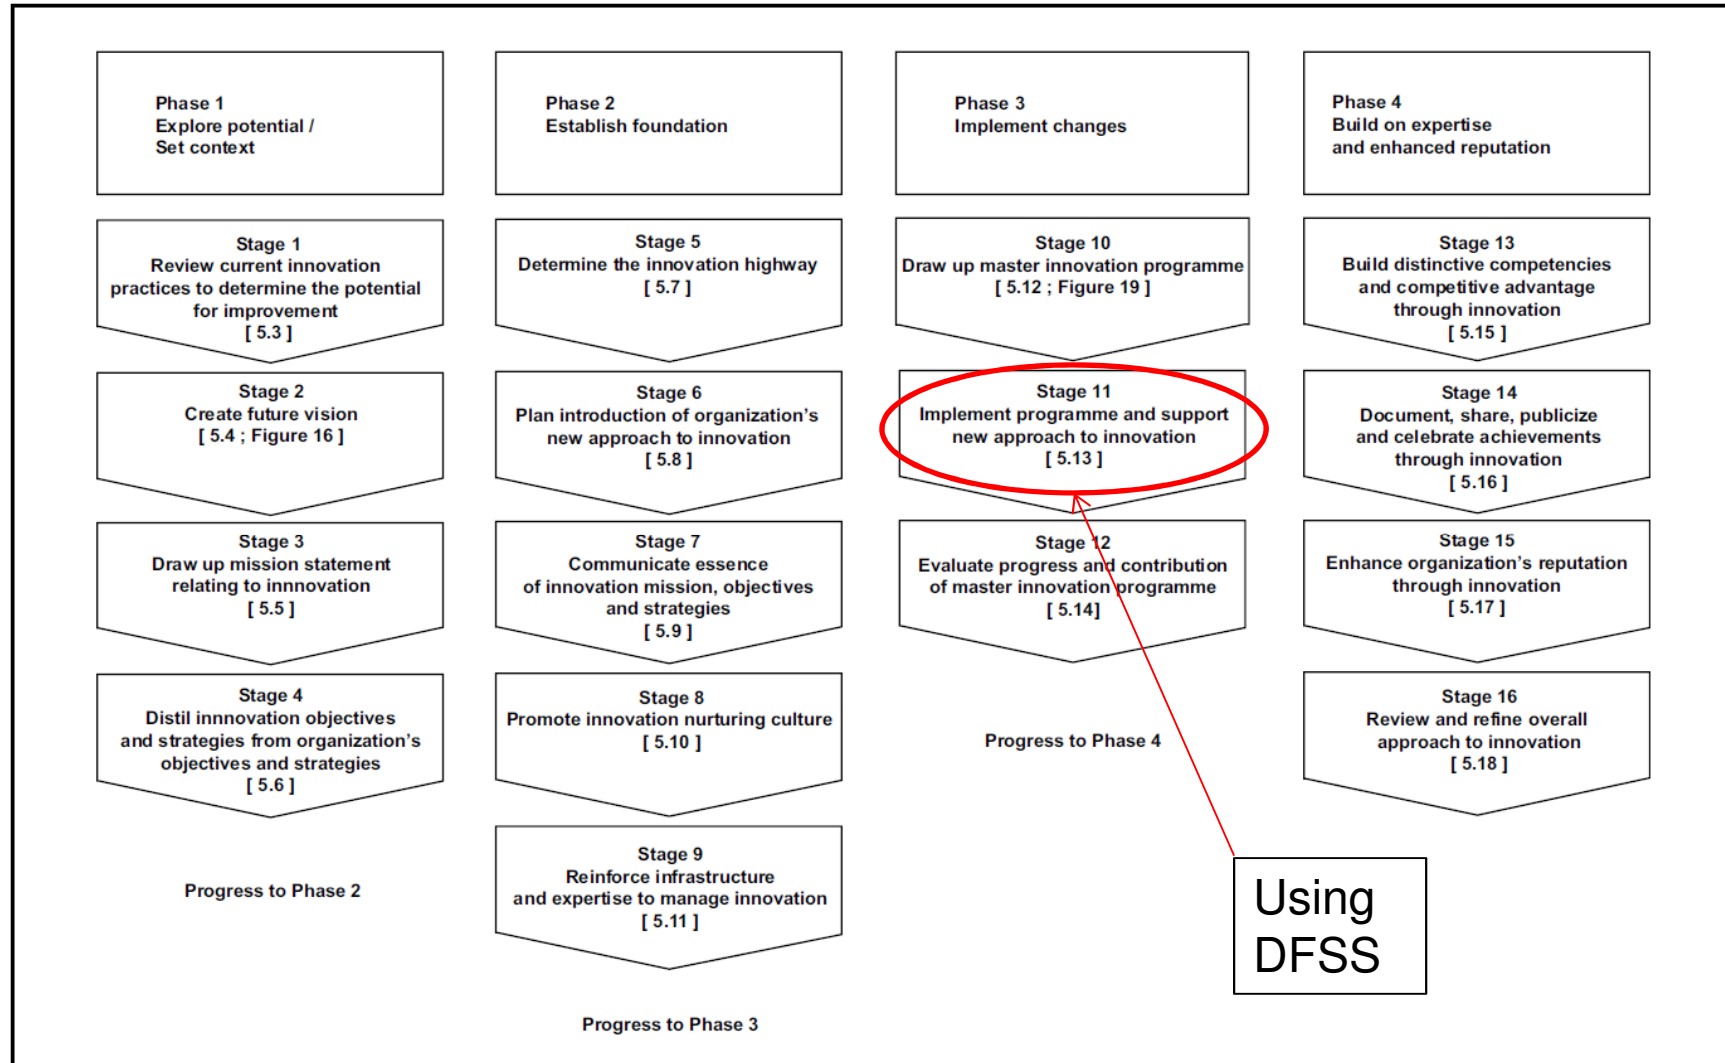 Phase 1
Explore potential /
Set context
Stage 1
Review current innovation
practices to determine the potential
for improvement
[ 5.3 ]
Stage 2
Create future vision
[ 5.4 ; Figure 16 ]
Stage 3
Draw up mission statement
relating to innnovation
[ 5.5 ]
Stage 4
Distil innnovation objectives
and strategies from organization's
objectives and strategies
[ 5.6 ]
Progress to Phase 2
Phase 2
Establish foundation
Stage 5
Determine the innovation highway
[ 5.7 ]
Stage 6
Plan introduction of organization's
new approach to innovation
[ 5.8 ]
Stage 7
Communicate essence
of innovation mission, objectives
and strategies
[ 5.9 ]
Stage 8
Promote innovation nurturing culture
[ 5.10 ]
Stage 9
Reinforce infrastructure
and expertise to manage innovation
[ 5.11 ]
Progress to Phase 3
Phase 3
Implement changes
Stage 10
Draw up master innovation programme
[ 5.12 ; Figure 19 ]
Stage 11
Implement programme and support
new approach to innovation
[ 5.13 ]
Stage 12
Evaluate progress and contribution
of master innovation programme
[ 5.14]
Progress to Phase 4
Phase 4
Build on expertise
and enhanced reputation
Stage 13
Build distinctive competencies
and competitive advantage
through innovation
[ 5.15 ]
Stage 14
Document, share, publicize
and celebrate achievements
through innovation
[ 5.16 ]
Stage 15
Enhance organization's reputation
through innovation
[ 5.17 ]
Stage 16
Review and refine overall
approach to innovation
[ 5.18 ]
Using
DFSS